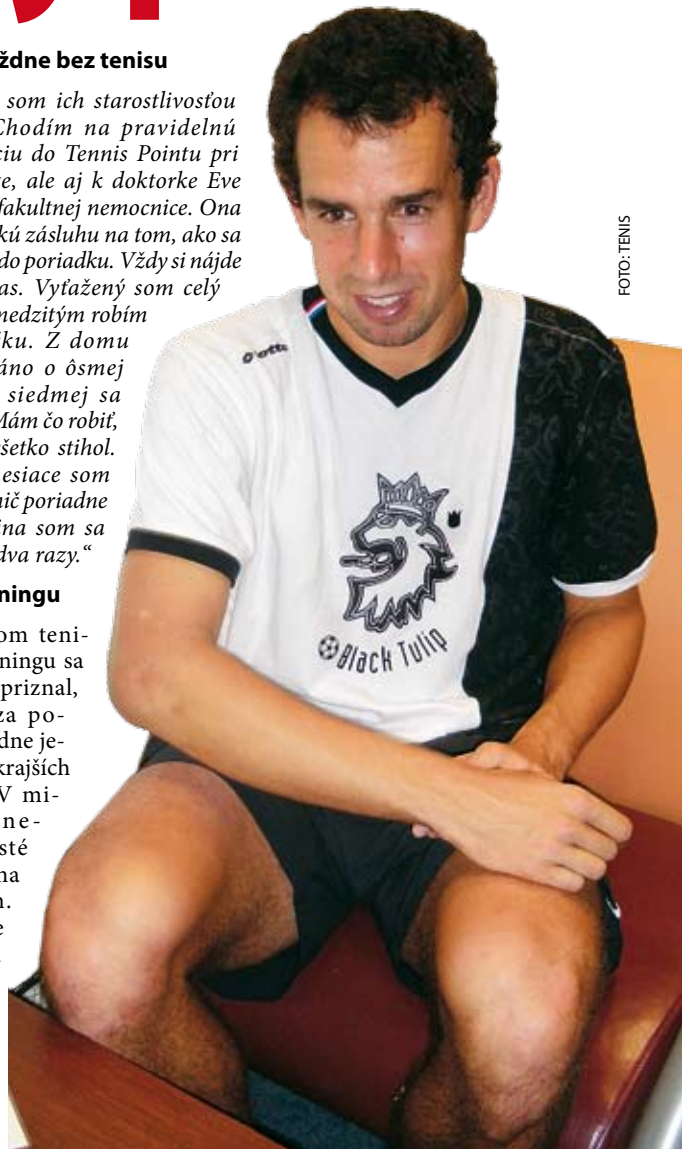 ždne bez tenisu
som ich starostlivosťou
Chodím na pravidelnú
ciu do Tennis Pointu pri
e, ale aj k doktorke Eve
fakultnej nemocnice. Ona
kú zásluhu na tom, ako sa
do poriadku. Vždy si nájde
as. Vyťažený som celý
medzitým robím
ku. Z domu
áno o ôsmej
siedmej sa
Mám čo robiť,
šetko stihol.
esiace som
nič poriadne
ina som sa
dva razy.“
ningu
om teni-
ningu sa
priznal,
za po-
dne je-
krajších
V mi-
ne-
sté
na
n.
e
FOTO: TENIS
lotto
Black Tulip